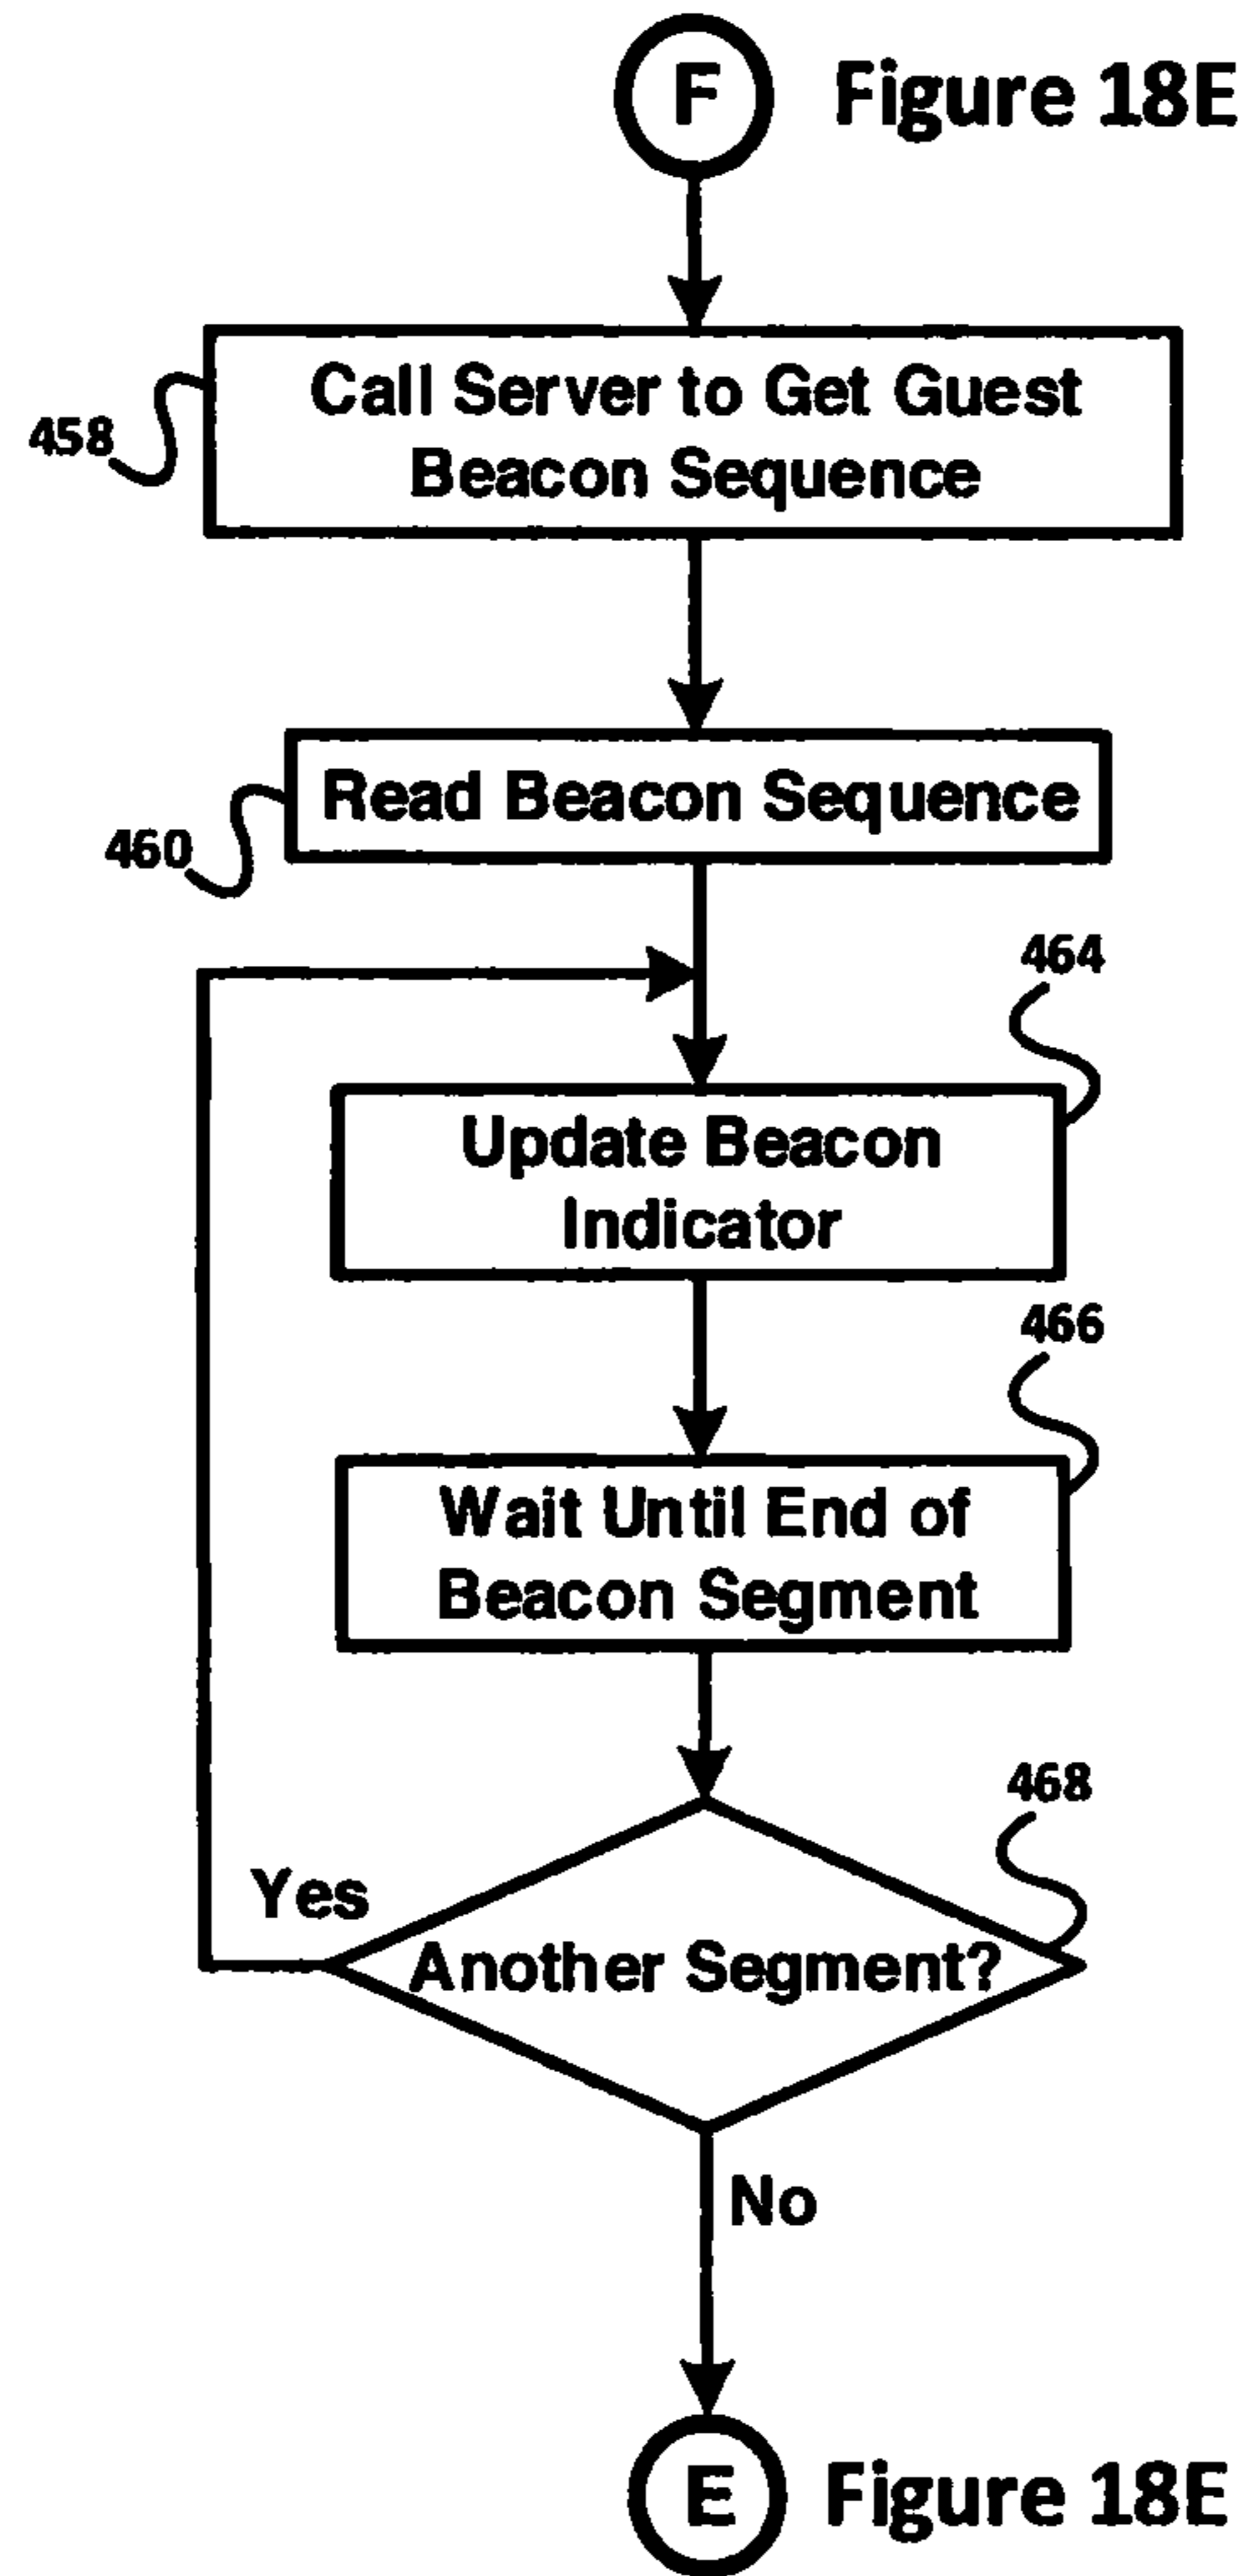 F Figure 18E
Call Server to Get Guest
Beacon Sequence
458
Read Beacon Sequence
460
464
Update Beacon
Indicator
466
Wait Until End of
Beacon Segment
468
Yes
Another Segment?
No
E Figure 18E